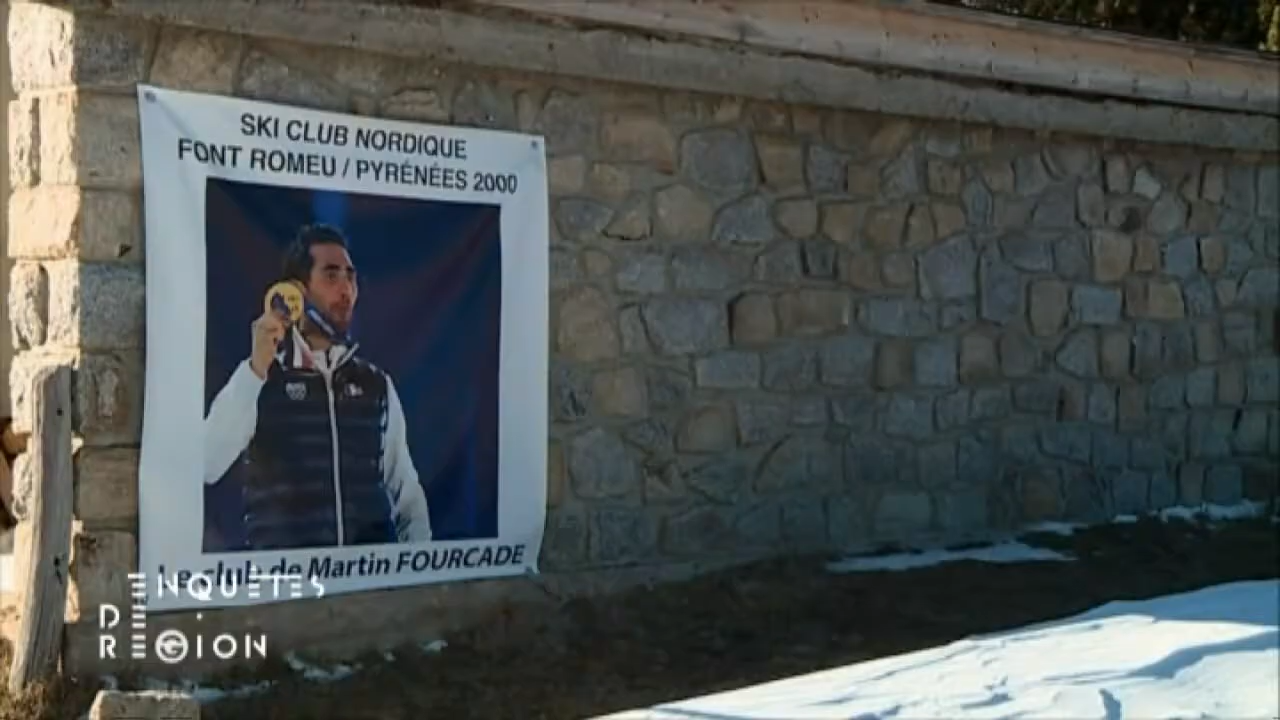 SKI CLUB NORDIQUE
FONT ROMEU / PYRÉNÉES 2000
Le club de Martin FOURCADE
ENQUÊTES
DE
RÉGION